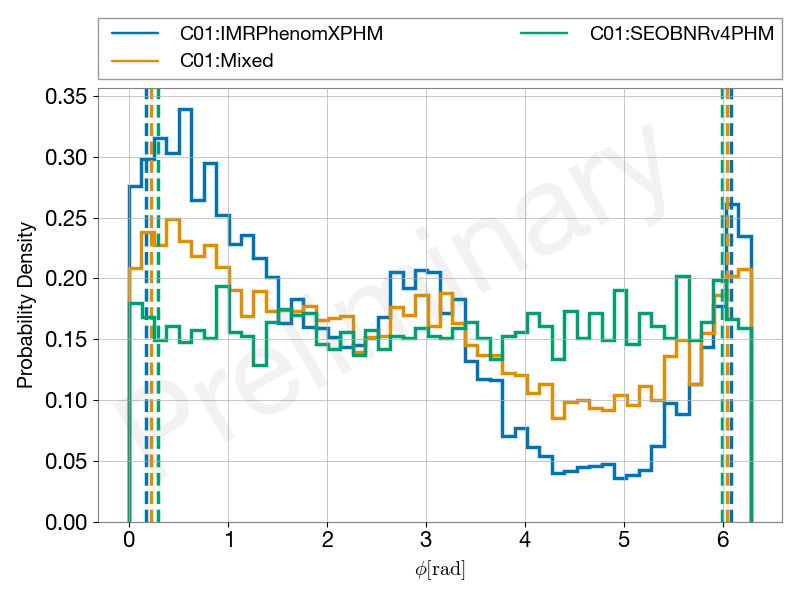 C01:IMRPhenomXPHM
C01:SEOBNRv4PHM
C01:Mixed
0.35
0.30
0.25
0.20
0.15
0.10
0.05
0.00
Probability Density
Preliminary
0 1 2 3 4 5 6
ϕ[rad]